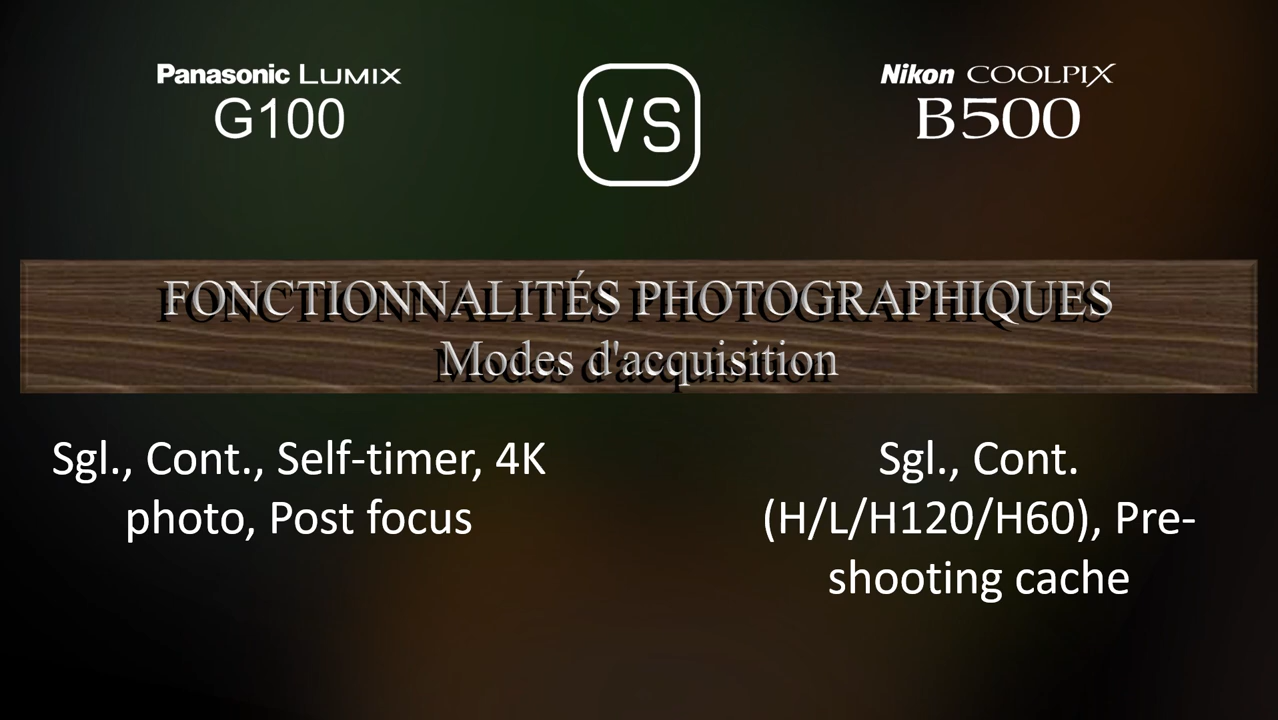 Panasonic LUMIX
G100
VS
Nikon COOLPIX
B500
FONCTIONNALITÉS PHOTOGRAPHIQUES
Modes d'acquisition
Sgl., Cont., Self-timer, 4K
photo, Post focus
Sgl., Cont.
(H/L/H120/H60), Pre-
shooting cache